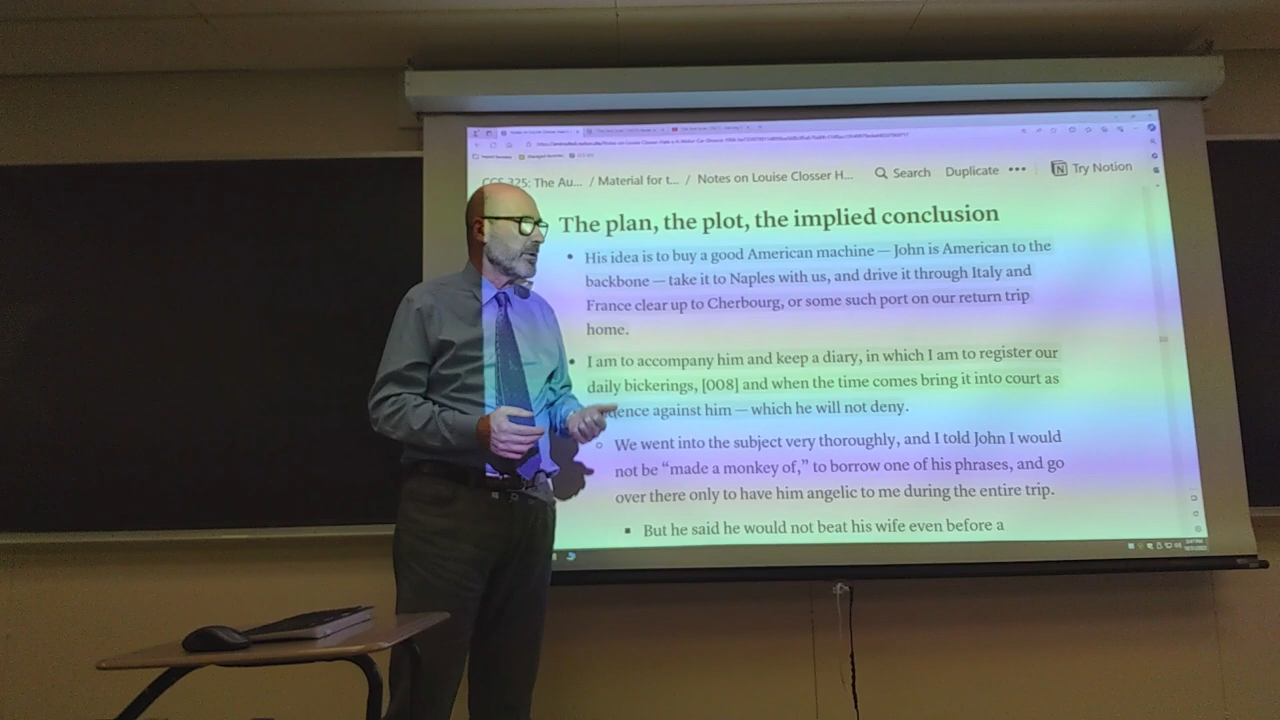 CCS 325: The Au... / Material for t... / Notes on Louise Closser H... Search Duplicate ••• Try Notion
The plan, the plot, the implied conclusion
• His idea is to buy a good American machine — John is American to the
backbone — take it to Naples with us, and drive it through Italy and
France clear up to Cherbourg, or some such port on our return trip
home.
• I am to accompany him and keep a diary, in which I am to register our
daily bickerings, [008] and when the time comes bring it into court as
dence against him — which he will not deny.
○ We went into the subject very thoroughly, and I told John I would
not be “made a monkey of,” to borrow one of his phrases, and go
over there only to have him angelic to me during the entire trip.
■ But he said he would not beat his wife even before a